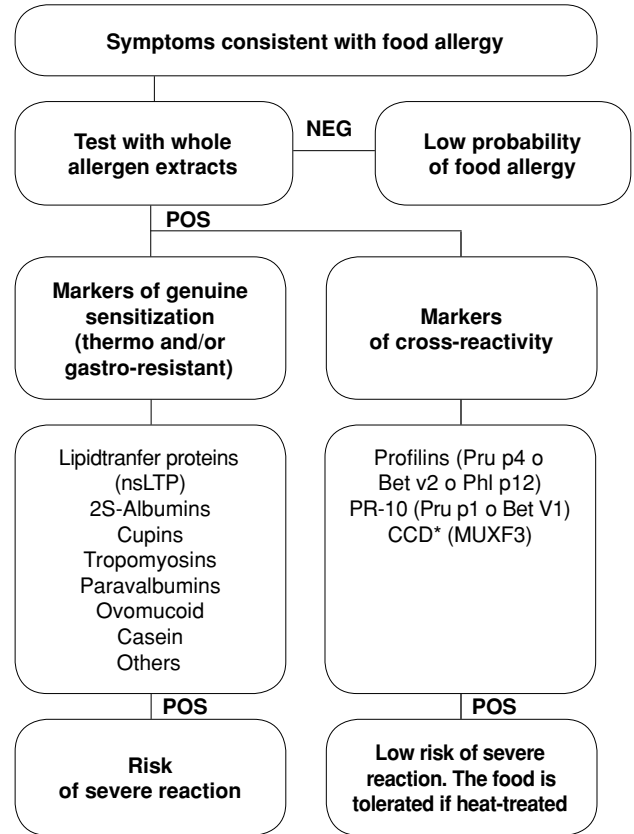 Symptoms consistent with food allergy
Test with whole
allergen extracts
NEG
Low probability
of food allergy
POS
Markers of genuine
sensitization
(thermo and/or
gastro-resistant)
Markers
of cross-reactivity
Lipidtranfer proteins
(nsLTP)
2S-Albumins
Cupins
Tropomyosins
Paravalbumins
Ovomucoid
Casein
Others
Profilins (Pru p4 o
Bet v2 o Phl p12)
PR-10 (Pru p1 o Bet V1)
CCD* (MUXF3)
POS
POS
Risk
of severe reaction
Low risk of severe
reaction. The food is
tolerated if heat-treated